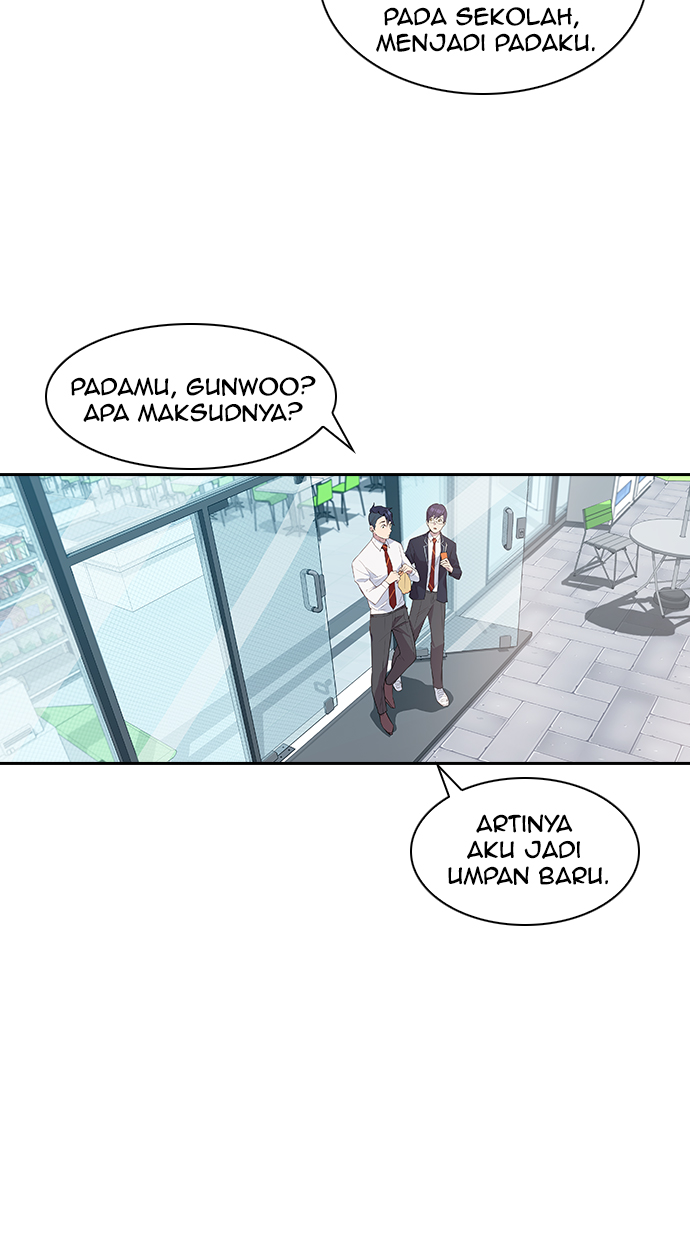 PADA SEKOLAH,
MENJADI PADAKU.
PADAMU, GUNWOO?
APA MAKSUDNYA?
ARTINYA
AKU JADI
UMPAN BARU.